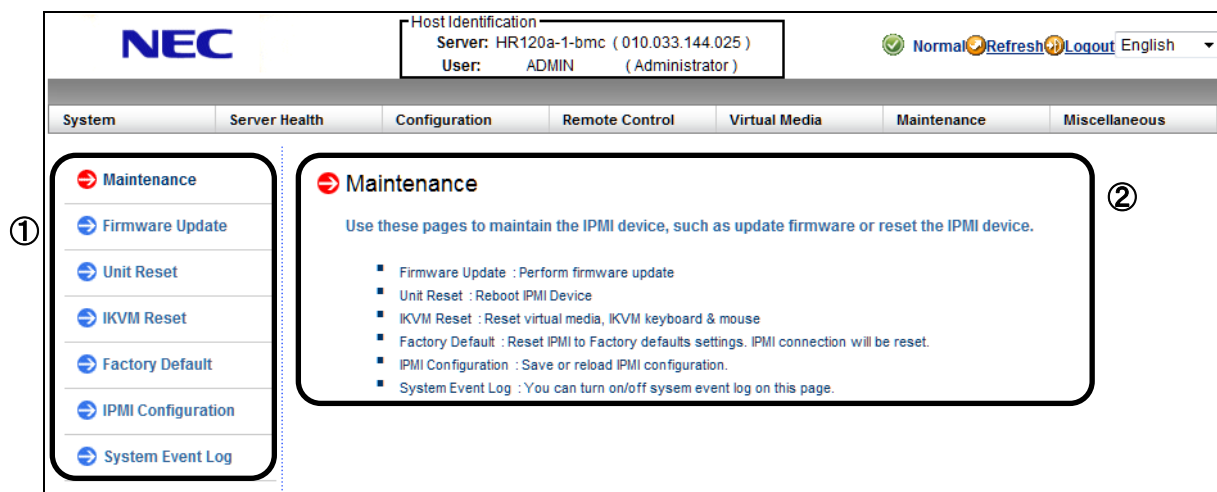 NEC
Host Identification
Server: HR120a-1-bmc ( 010.033.144.025 )
User: ADMIN ( Administrator )
Normal Refresh Logout English
System Server Health Configuration Remote Control Virtual Media Maintenance Miscellaneous
①
Maintenance
Firmware Update
Unit Reset
IKVM Reset
Factory Default
IPMI Configuration
System Event Log
②
Maintenance
Use these pages to maintain the IPMI device, such as update firmware or reset the IPMI device.
Firmware Update : Perform firmware update
Unit Reset : Reboot IPMI Device
IKVM Reset : Reset virtual media, IKVM keyboard & mouse
Factory Default : Reset IPMI to Factory defaults settings. IPMI connection will be reset.
IPMI Configuration : Save or reload IPMI configuration.
System Event Log : You can turn on/off sysem event log on this page.